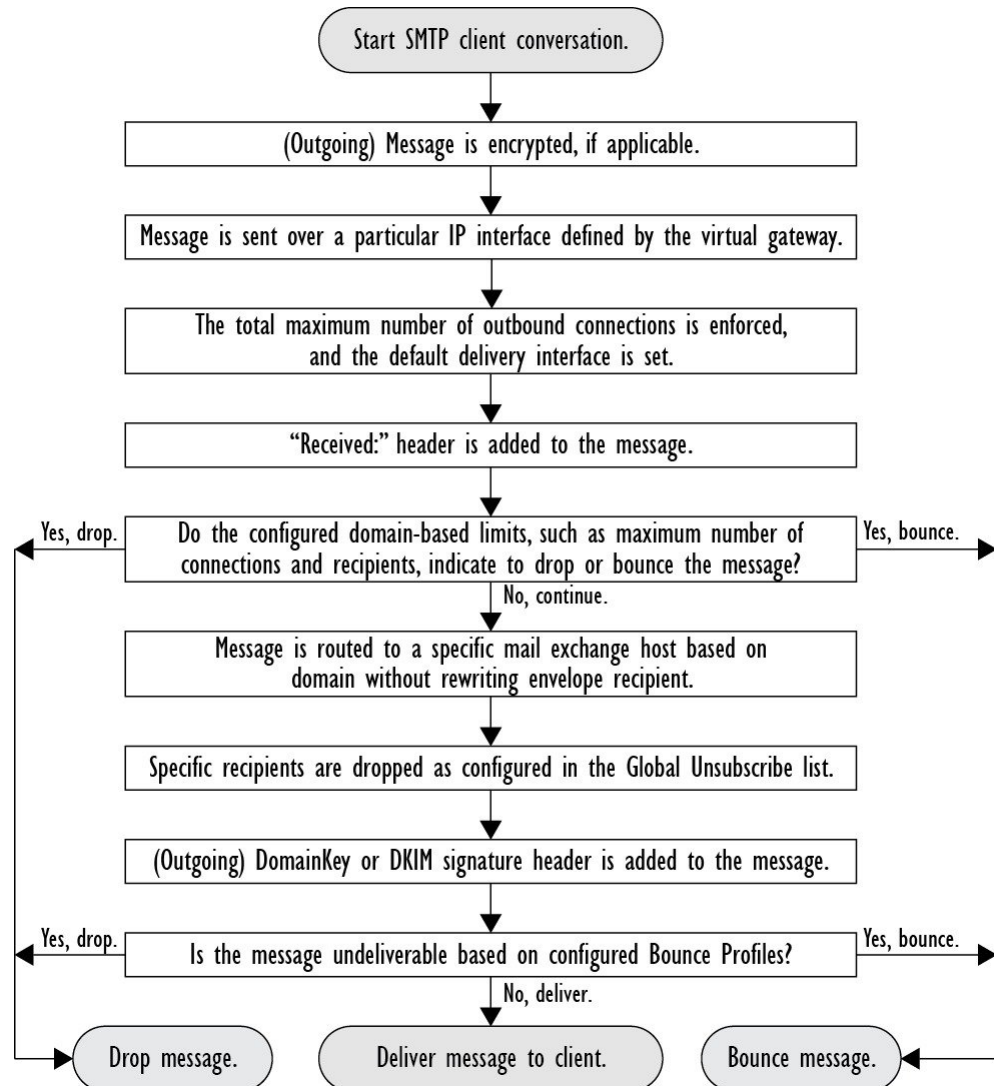 Start SMTP client conversation.
(Outgoing) Message is encrypted, if applicable.
Message is sent over a particular IP interface defined by the virtual gateway.
The total maximum number of outbound connections is enforced,
and the default delivery interface is set.
“Received:” header is added to the message.
Yes, drop.
Do the configured domain-based limits, such as maximum number of
connections and recipients, indicate to drop or bounce the message?
Yes, bounce.
No, continue.
Message is routed to a specific mail exchange host based on
domain without rewriting envelope recipient.
Specific recipients are dropped as configured in the Global Unsubscribe list.
(Outgoing) DomainKey or DKIM signature header is added to the message.
Yes, drop.
Is the message undeliverable based on configured Bounce Profiles?
Yes, bounce.
No, deliver.
Drop message.
Deliver message to client.
Bounce message.